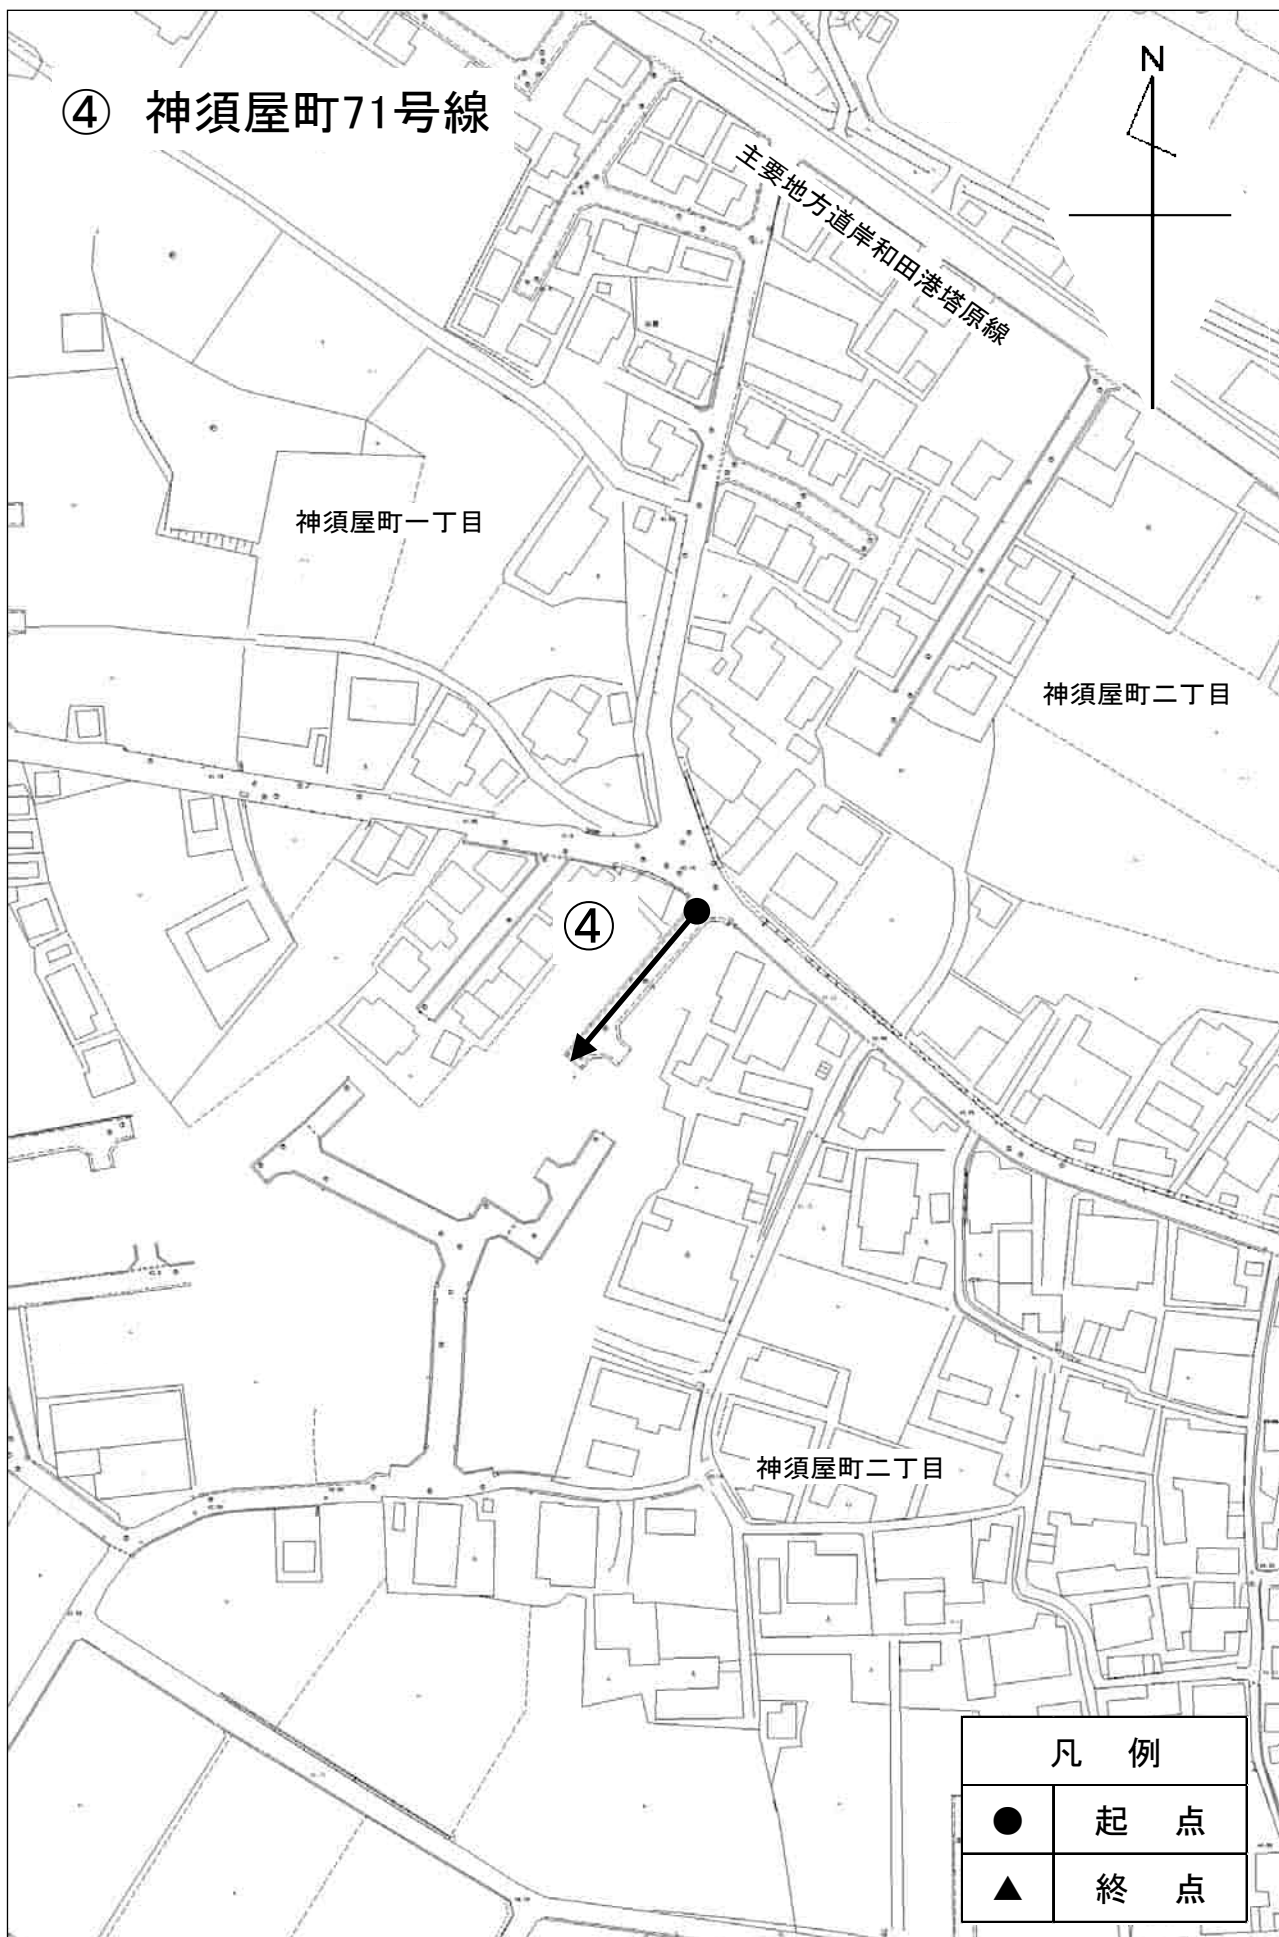 ④ 神須屋町71号線
N
主要地方道岸和田港塔原線
神須屋町一丁目
神須屋町二丁目
④
神須屋町二丁目
凡 例
● 起 点
▲ 終 点